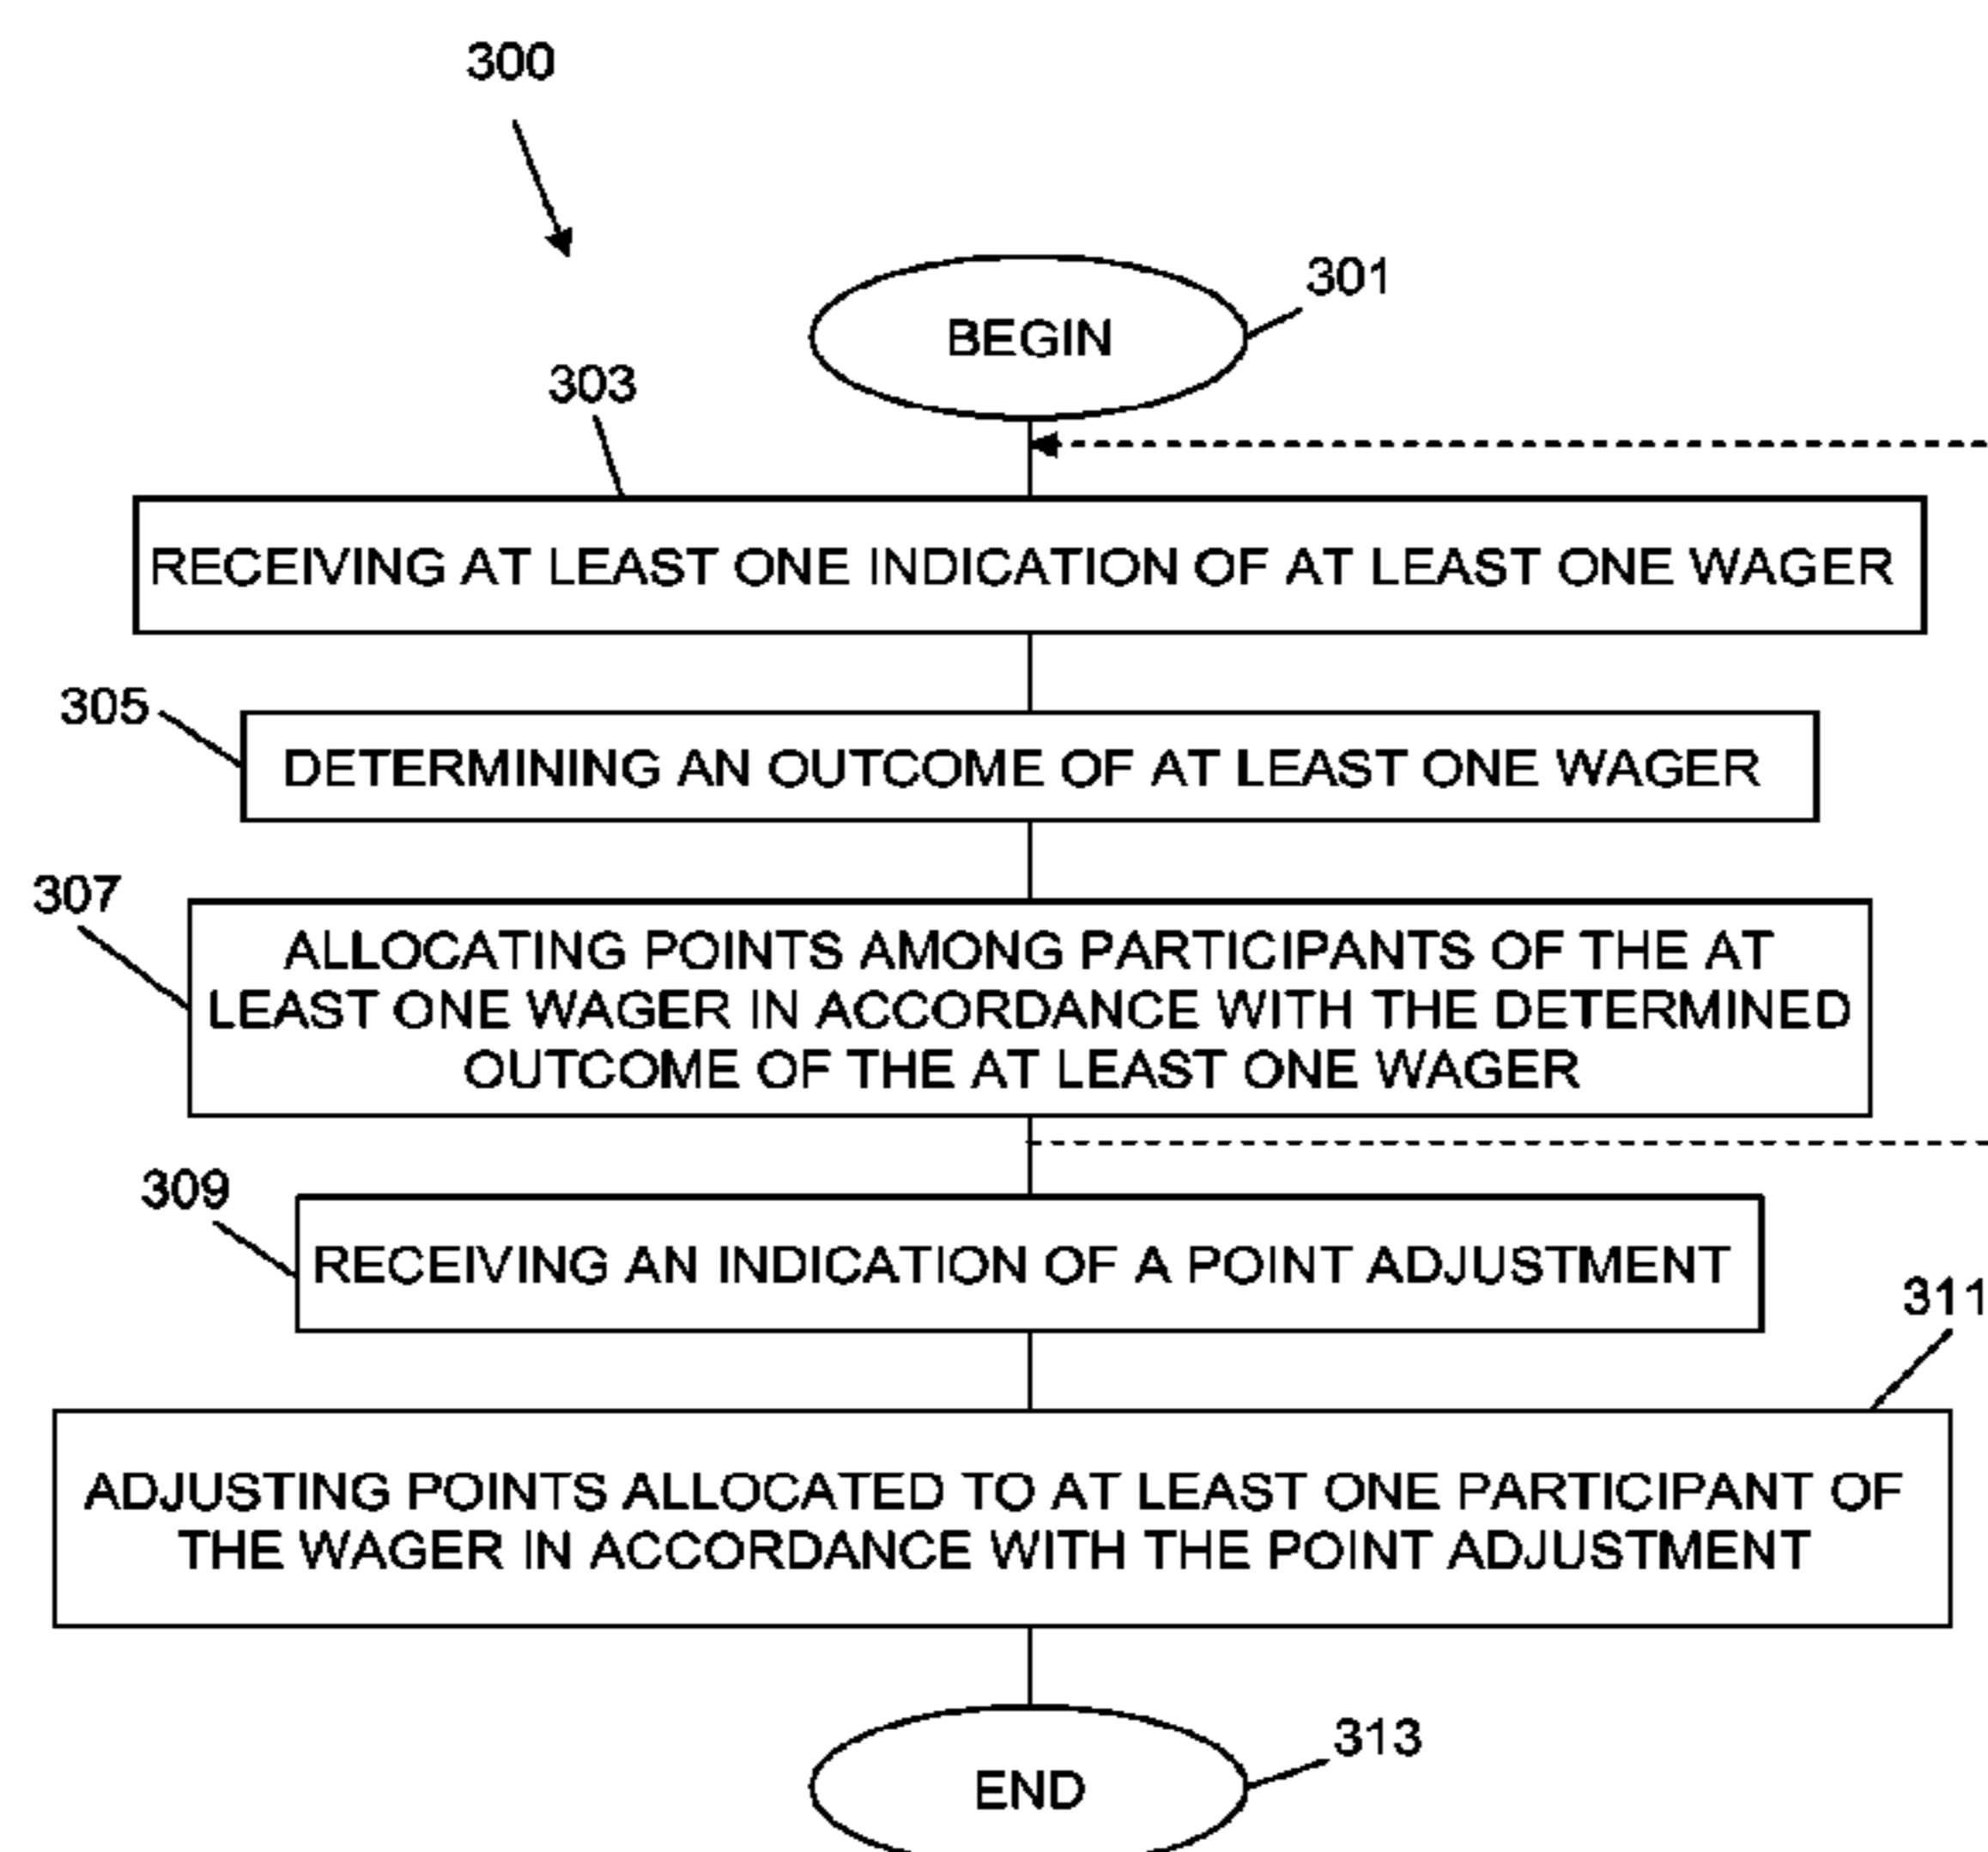 300
301
BEGIN
303
RECEIVING AT LEAST ONE INDICATION OF AT LEAST ONE WAGER
305
DETERMINING AN OUTCOME OF AT LEAST ONE WAGER
307
ALLOCATING POINTS AMONG PARTICIPANTS OF THE AT
LEAST ONE WAGER IN ACCORDANCE WITH THE DETERMINED
OUTCOME OF THE AT LEAST ONE WAGER
309
RECEIVING AN INDICATION OF A POINT ADJUSTMENT
311
ADJUSTING POINTS ALLOCATED TO AT LEAST ONE PARTICIPANT OF
THE WAGER IN ACCORDANCE WITH THE POINT ADJUSTMENT
313
END